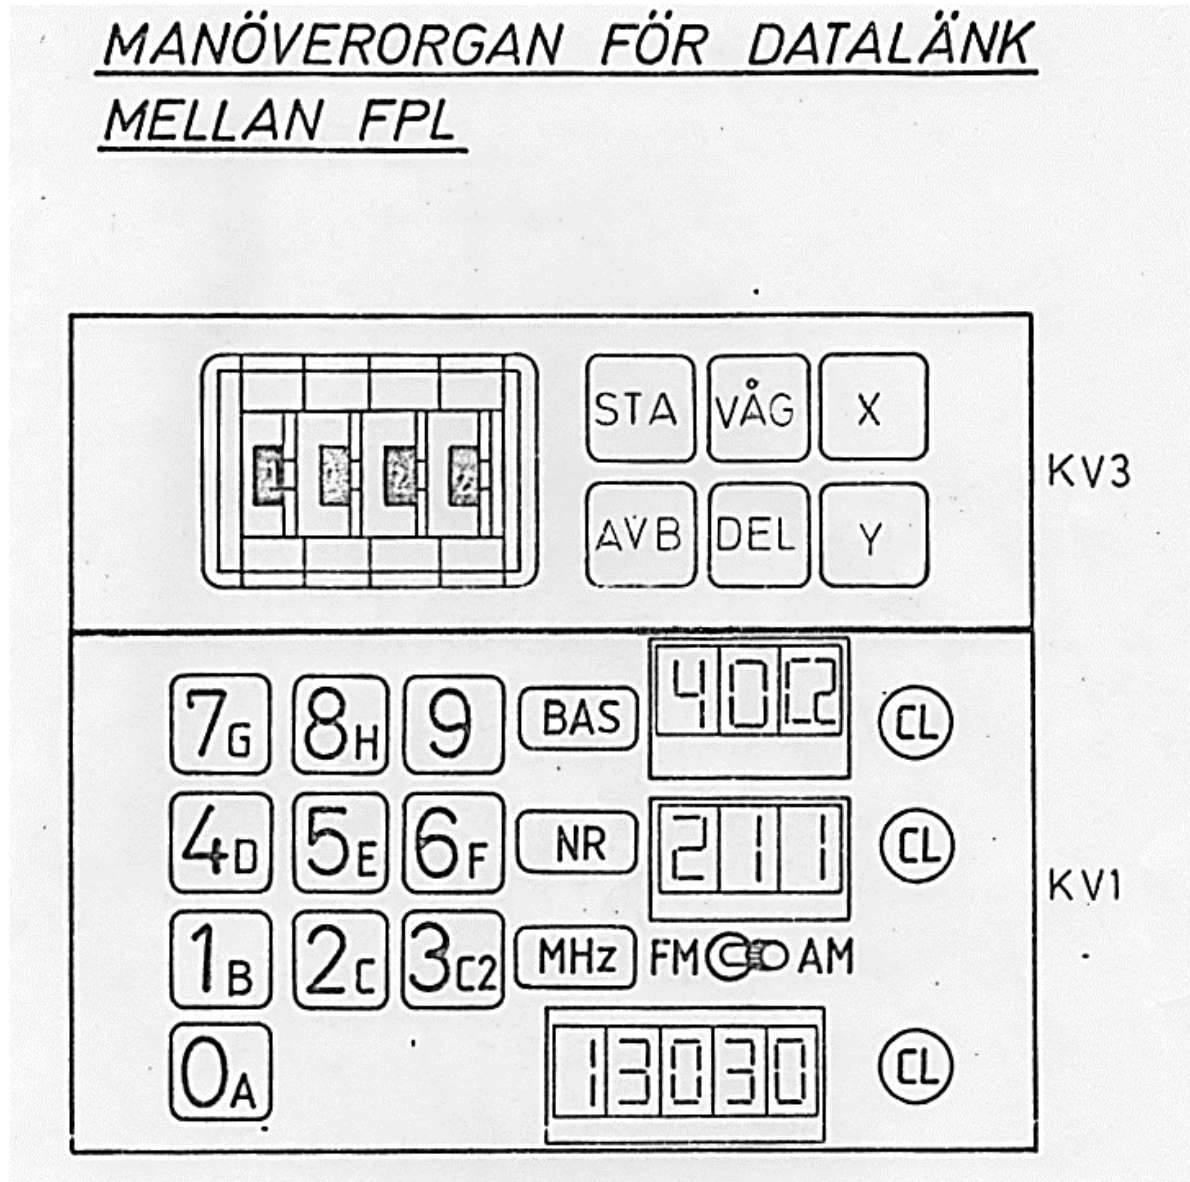 MANÖVERORGAN FÖR DATALÄNK
MELLAN FPL
STA VÅG X
KV3
AVB DEL Y
7G 8H 9 BAS 40C2 CL
4D 5E 6F NR 211 CL
KV1
1B 2C 3C2 MHz FM AM
0A 13030 CL